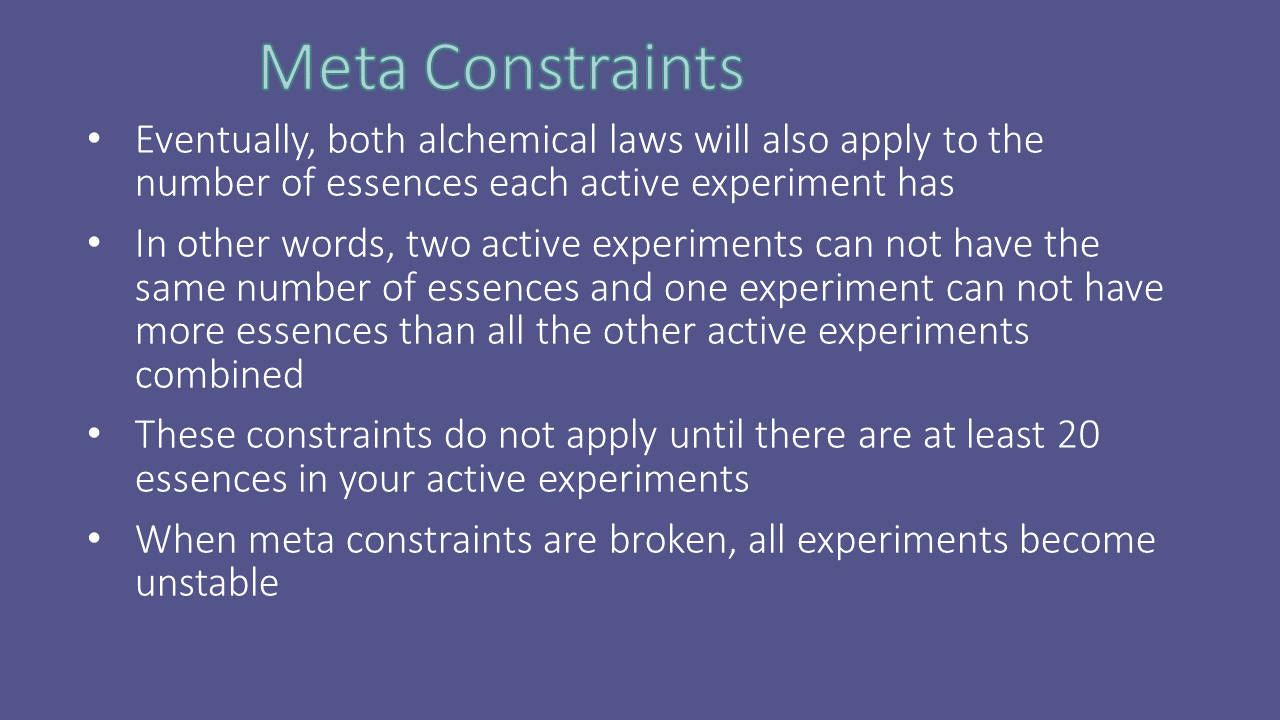 Meta Constraints
• Eventually, both alchemical laws will also apply to the
number of essences each active experiment has
• In other words, two active experiments can not have the
same number of essences and one experiment can not have
more essences than all the other active experiments
combined
• These constraints do not apply until there are at least 20
essences in your active experiments
• When meta constraints are broken, all experiments become
unstable